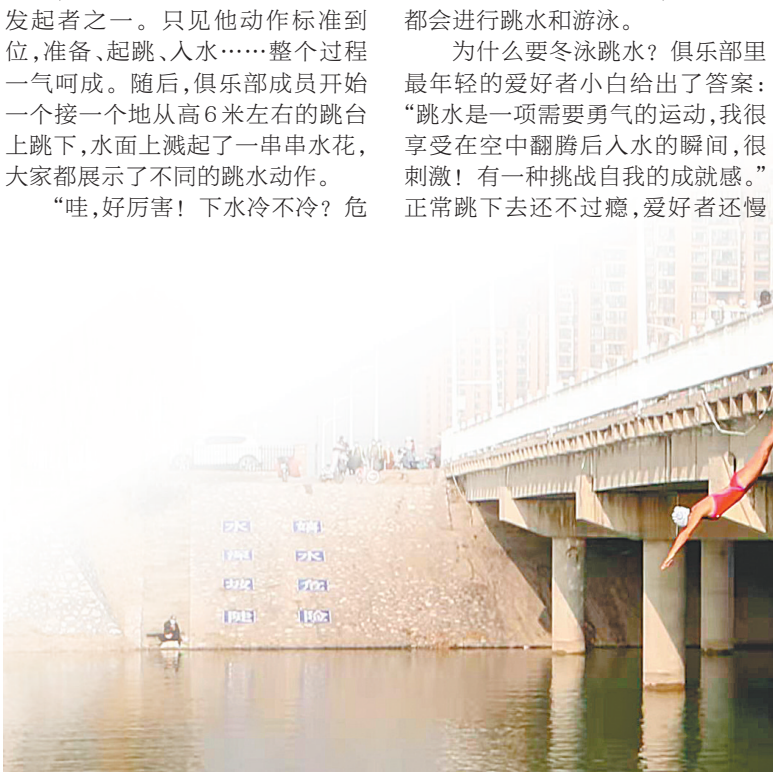 发起者之一。只见他动作标准到
位,准备、起跳、入水……整个过程
一气呵成。随后,俱乐部成员开始
一个接一个地从高6米左右的跳台
上跳下,水面上溅起了一串串水花,
大家都展示了不同的跳水动作。
“哇,好厉害！下水冷不冷？危
都会进行跳水和游泳。
为什么要冬泳跳水？俱乐部里
最年轻的爱好者小白给出了答案：
“跳水是一项需要勇气的运动,我很
享受在空中翻腾后入水的瞬间,很
刺激！有一种挑战自我的成就感。”
正常跳下去还不过瘾,爱好者还慢
水深坡陡
嬉水危险